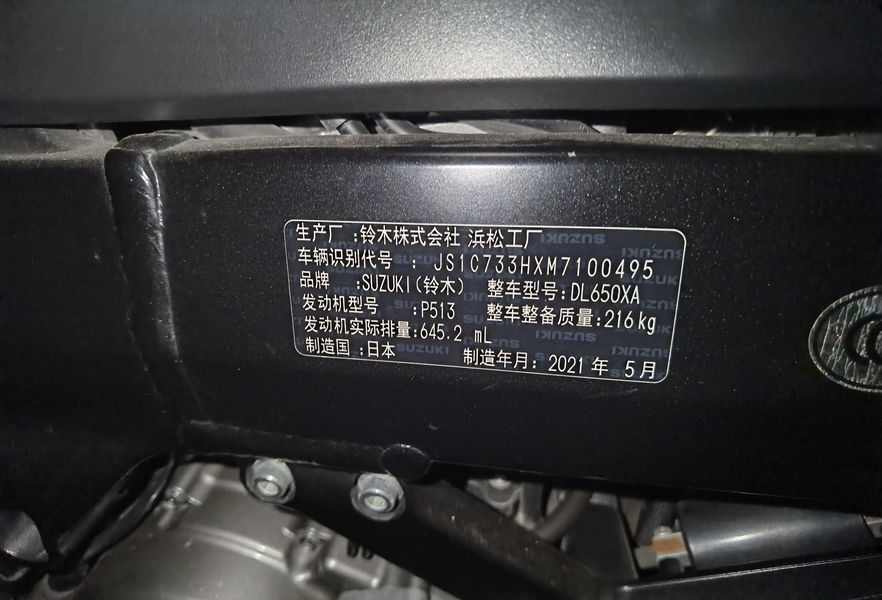 生产厂 :铃木株式会社 浜松工厂
车辆识别代号 : JS1C733HXM7100495
品牌 :SUZUKI(铃木) 整车型号:DL650XA
发动机型号 :P513 整车整备质量:216kg
发动机实际排量:645.2 mL
制造国 :日本 制造年月: 2021 年 5月